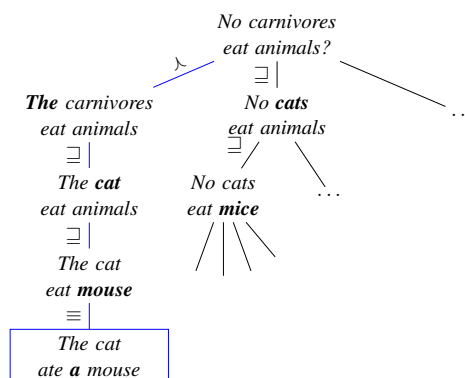 No carnivores
eat animals?
⋏
⊒
The carnivores
eat animals
No cats
eat animals
. .
⊒
⊒
The cat
eat animals
No cats
eat mice
. . .
⊒
The cat
eat mouse
≡
The cat
ate a mouse